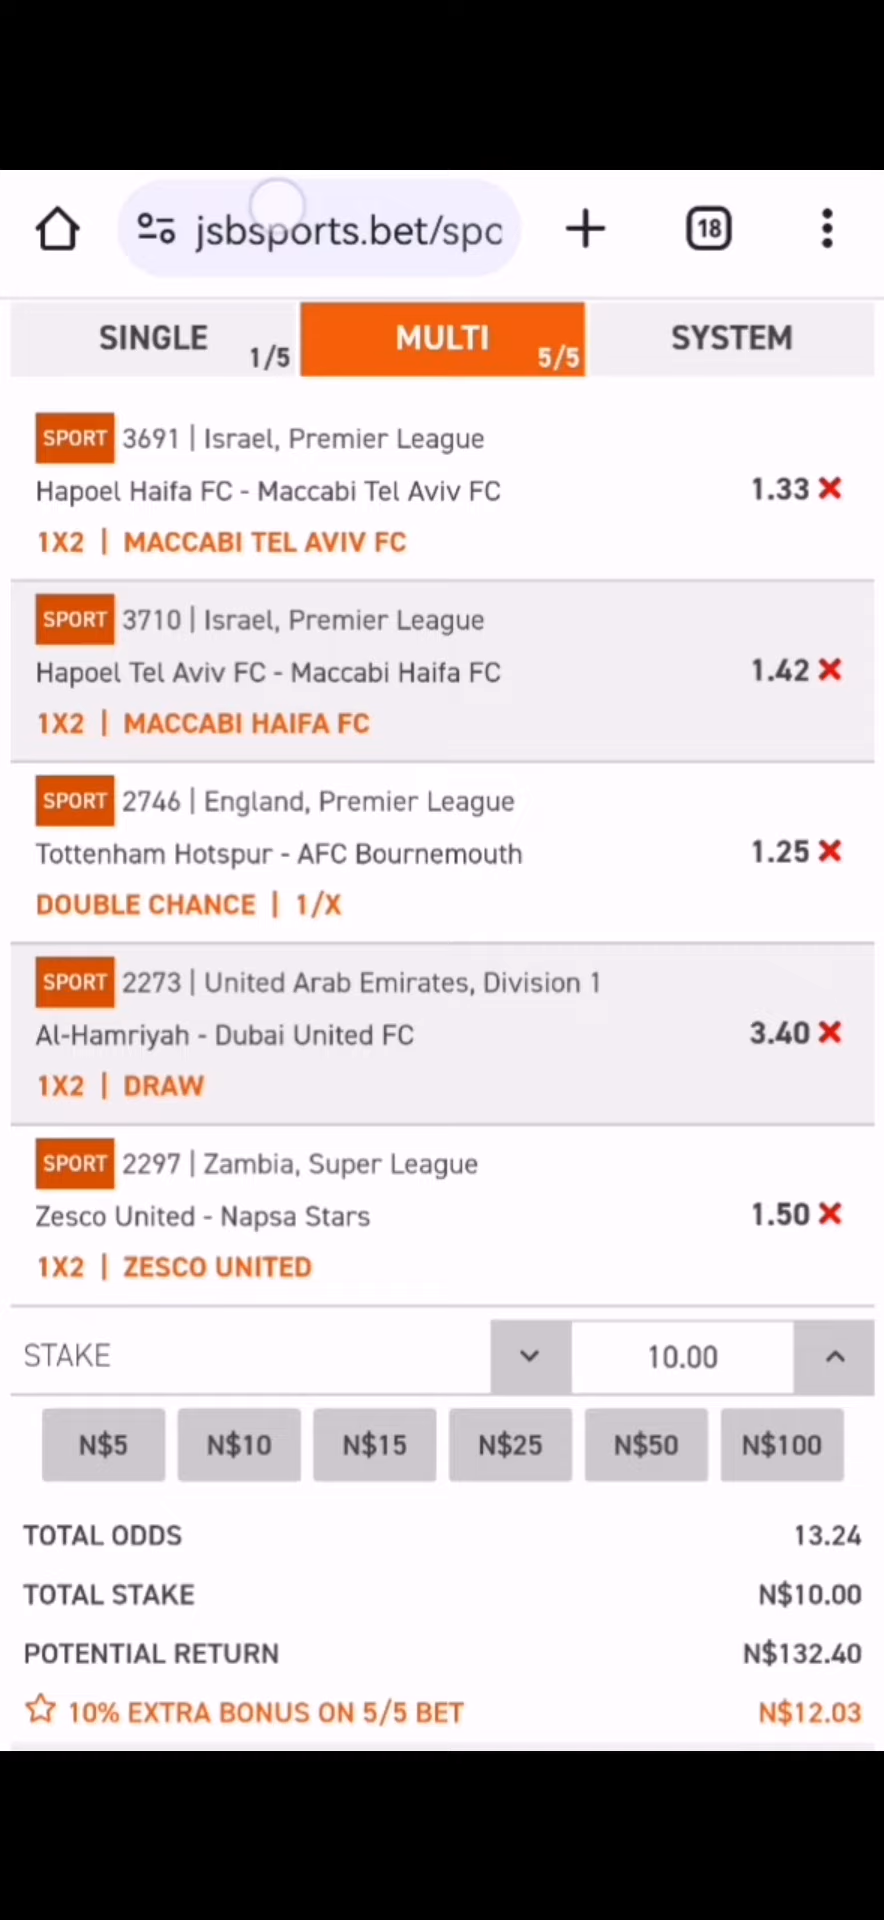 jsbsports.bet/spo
18
SINGLE 1/5 MULTI 5/5 SYSTEM
SPORT 3691 | Israel, Premier League
Hapoel Haifa FC - Maccabi Tel Aviv FC 1.33
1X2 | MACCABI TEL AVIV FC
SPORT 3710 | Israel, Premier League
Hapoel Tel Aviv FC - Maccabi Haifa FC 1.42
1X2 | MACCABI HAIFA FC
SPORT 2746 | England, Premier League
Tottenham Hotspur - AFC Bournemouth 1.25
DOUBLE CHANCE | 1/X
SPORT 2273 | United Arab Emirates, Division 1
Al-Hamriyah - Dubai United FC 3.40
1X2 | DRAW
SPORT 2297 | Zambia, Super League
Zesco United - Napsa Stars 1.50
1X2 | ZESCO UNITED
STAKE 10.00
N$5 N$10 N$15 N$25 N$50 N$100
TOTAL ODDS 13.24
TOTAL STAKE N$10.00
POTENTIAL RETURN N$132.40
10% EXTRA BONUS ON 5/5 BET N$12.03